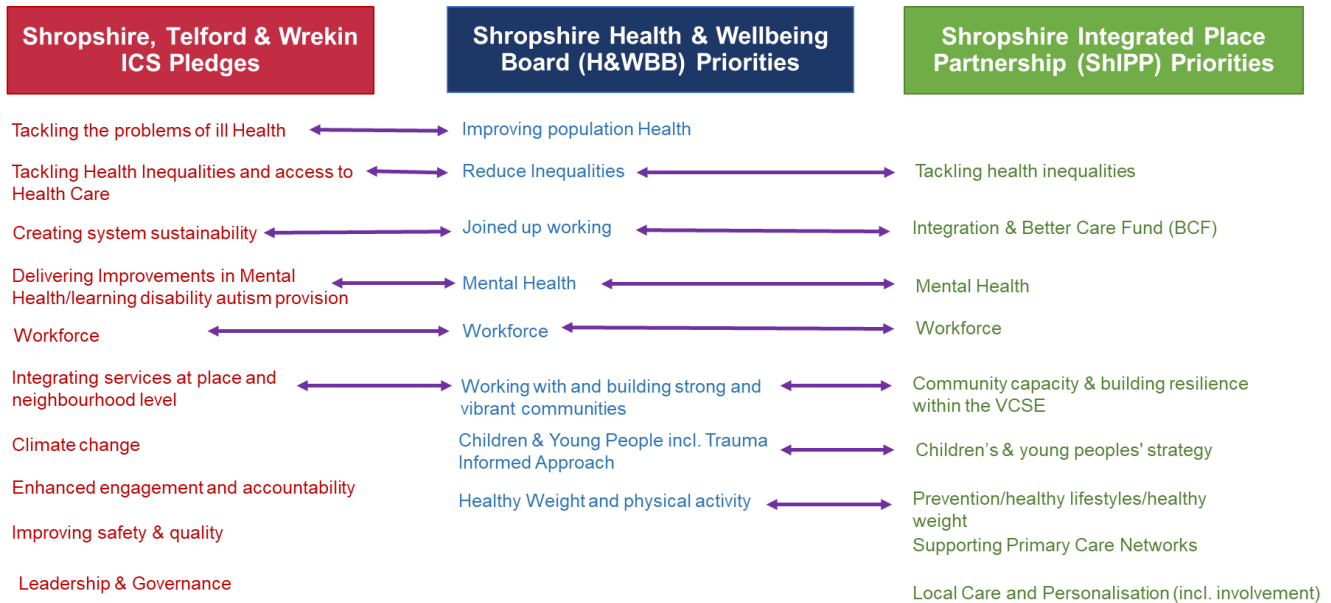 Shropshire, Telford & Wrekin
ICS Pledges
Tackling the problems of ill Health
Tackling Health Inequalities and access to
Health Care
Creating system sustainability
Delivering Improvements in Mental
Health/learning disability autism provision
Workforce
Integrating services at place and
neighbourhood level
Climate change
Enhanced engagement and accountability
Improving safety & quality
Leadership & Governance
Shropshire Health & Wellbeing
Board (H&WBB) Priorities
Improving population Health
Reduce Inequalities
Joined up working
Mental Health
Workforce
Working with and building strong and
vibrant communities
Children & Young People incl. Trauma
Informed Approach
Healthy Weight and physical activity
Shropshire Integrated Place
Partnership (ShIPP) Priorities
Tackling health inequalities
Integration & Better Care Fund (BCF)
Mental Health
Workforce
Community capacity & building resilience
within the VCSE
Children’s & young peoples' strategy
Prevention/healthy lifestyles/healthy
weight
Supporting Primary Care Networks
Local Care and Personalisation (incl. involvement)